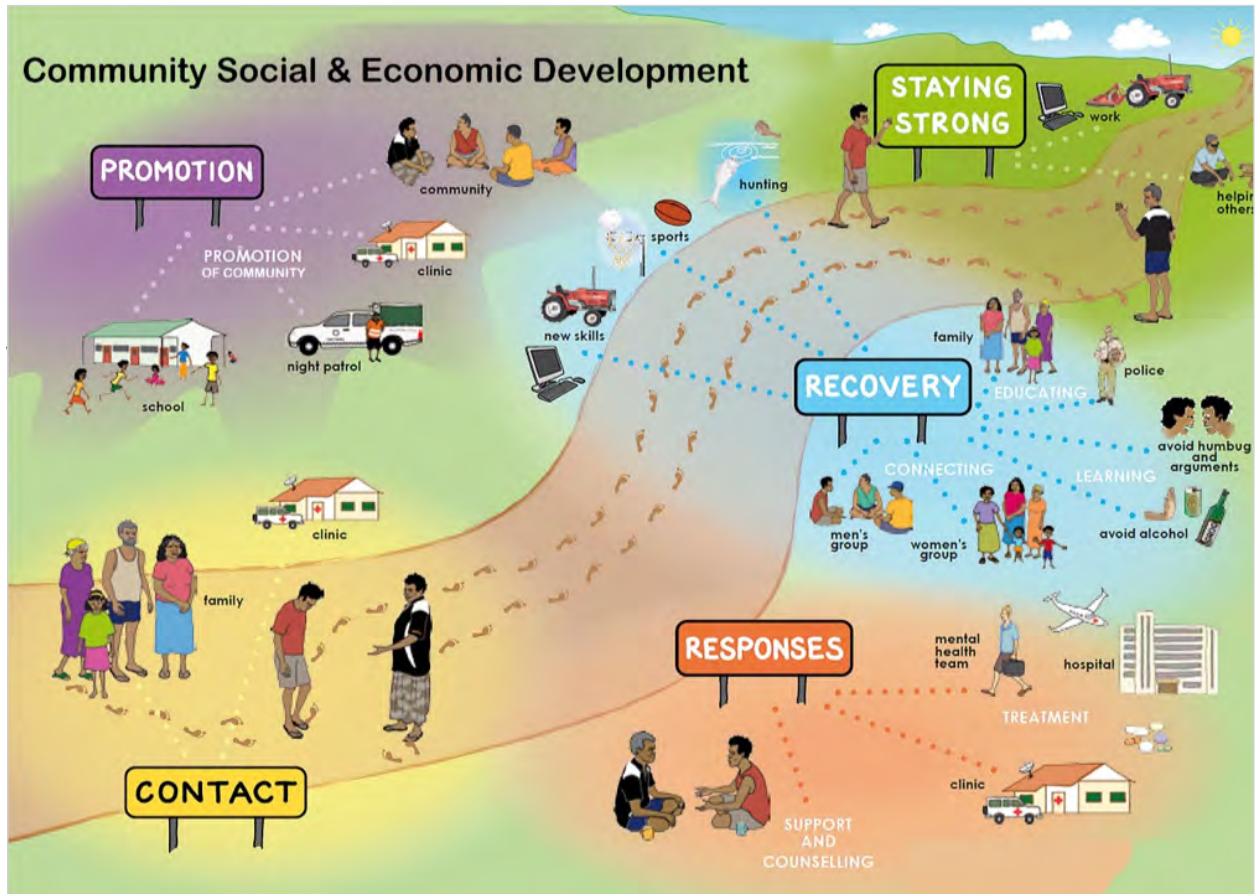 Community Social & Economic Development
PROMOTION
community
PROMOTION
OF COMMUNITY
clinic
school
night patrol
STAYING
STRONG
work
helpin
others
hunting
sports
new skills
RECOVERY
family
EDUCATING
police
avoid humbug
and
arguments
CONNECTING
LEARNING
men's
group
women's
group
avoid alcohol
clinic
family
CONTACT
RESPONSES
mental
health
team
hospital
TREATMENT
clinic
SUPPORT
AND
COUNSELLING